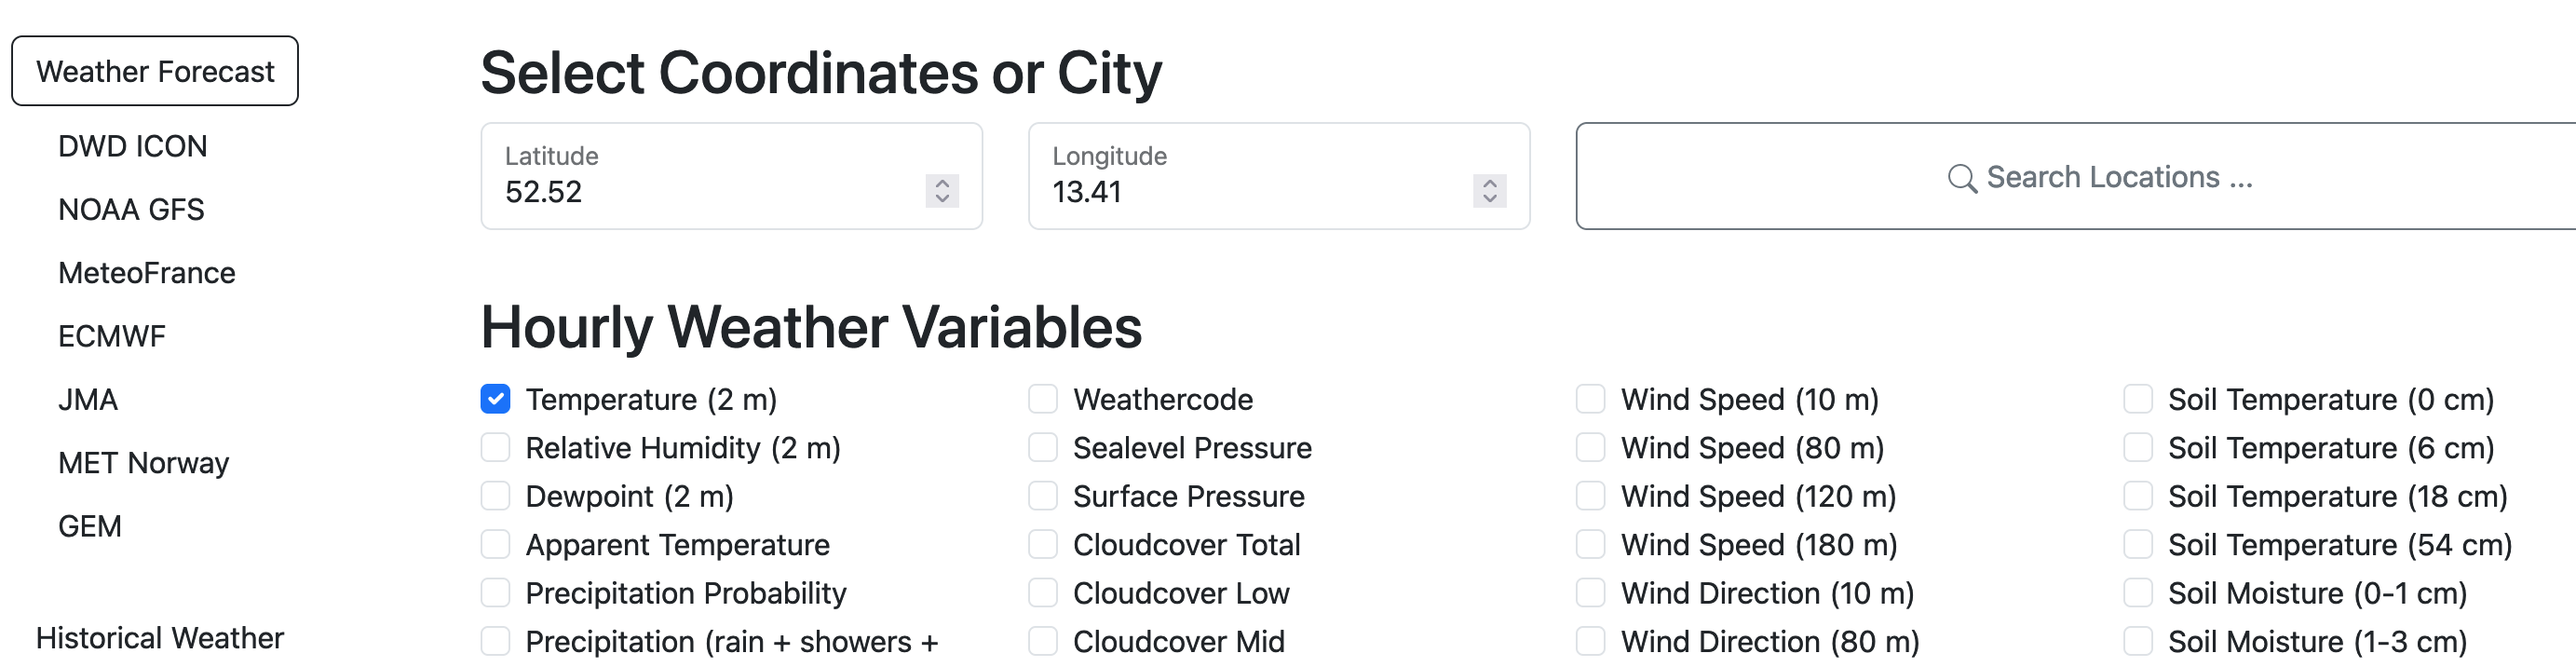 Weather Forecast
DWD ICON
NOAA GFS
MeteoFrance
ECMWF
JMA
MET Norway
GEM
Historical Weather
Select Coordinates or City
Latitude
52.52
Longitude
13.41
Search Locations ...
Hourly Weather Variables
Temperature (2 m)
Relative Humidity (2 m)
Dewpoint (2 m)
Apparent Temperature
Precipitation Probability
Precipitation (rain + showers +
Weathercode
Sealevel Pressure
Surface Pressure
Cloudcover Total
Cloudcover Low
Cloudcover Mid
Wind Speed (10 m)
Wind Speed (80 m)
Wind Speed (120 m)
Wind Speed (180 m)
Wind Direction (10 m)
Wind Direction (80 m)
Soil Temperature (0 cm)
Soil Temperature (6 cm)
Soil Temperature (18 cm)
Soil Temperature (54 cm)
Soil Moisture (0-1 cm)
Soil Moisture (1-3 cm)